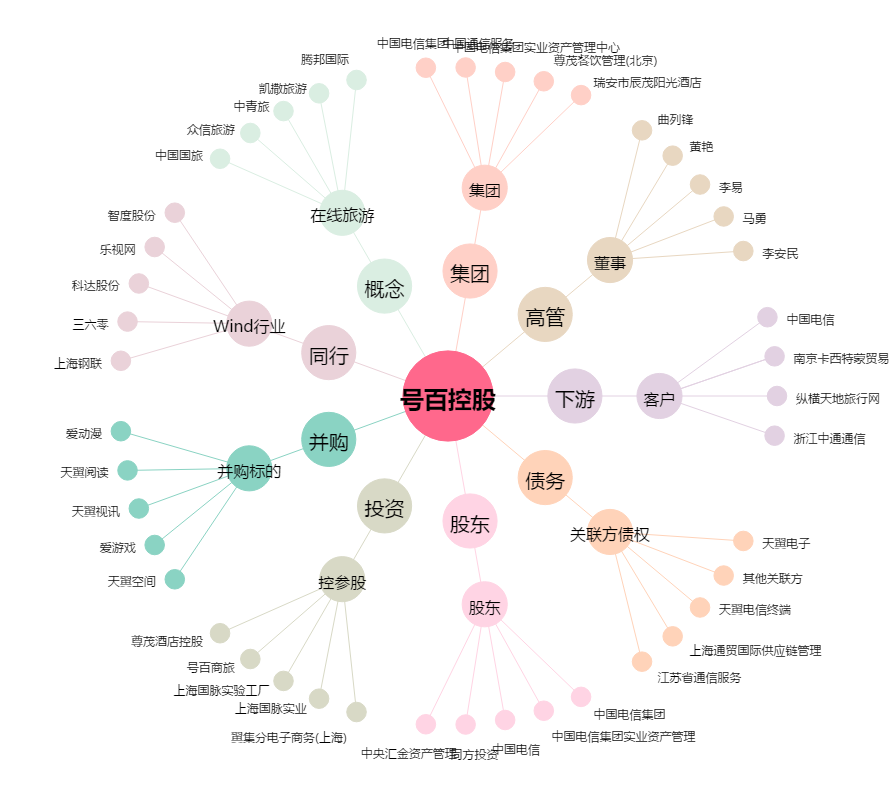 中国电信集团
中国通信服务
中国电信集团实业资产管理中心
尊茂餐饮管理(北京)
瑞安市辰茂阳光酒店
腾邦国际
凯撒旅游
中青旅
众信旅游
中国国旅
曲列锋
黄艳
李易
马勇
李安民
集团
在线旅游
董事
智度股份
乐视网
科达股份
三六零
上海钢联
概念
集团
高管
Wind行业
同行
中国电信
南京卡西特蒙贸易
纵横天地旅行网
浙江中通通信
号百控股
下游
客户
爱动漫
天翼阅读
天翼视讯
爱游戏
天翼空间
并购
并购标的
投资
股东
债务
关联方债权
天翼电子
其他关联方
天翼电信终端
上海通贸国际供应链管理
江苏省通信服务
控参股
股东
尊茂酒店控股
号百商旅
上海国脉实验工厂
上海国脉实业
翼集分电子商务(上海)
中央汇金资产管理
同方投资
中国电信
中国电信集团实业资产管理
中国电信集团